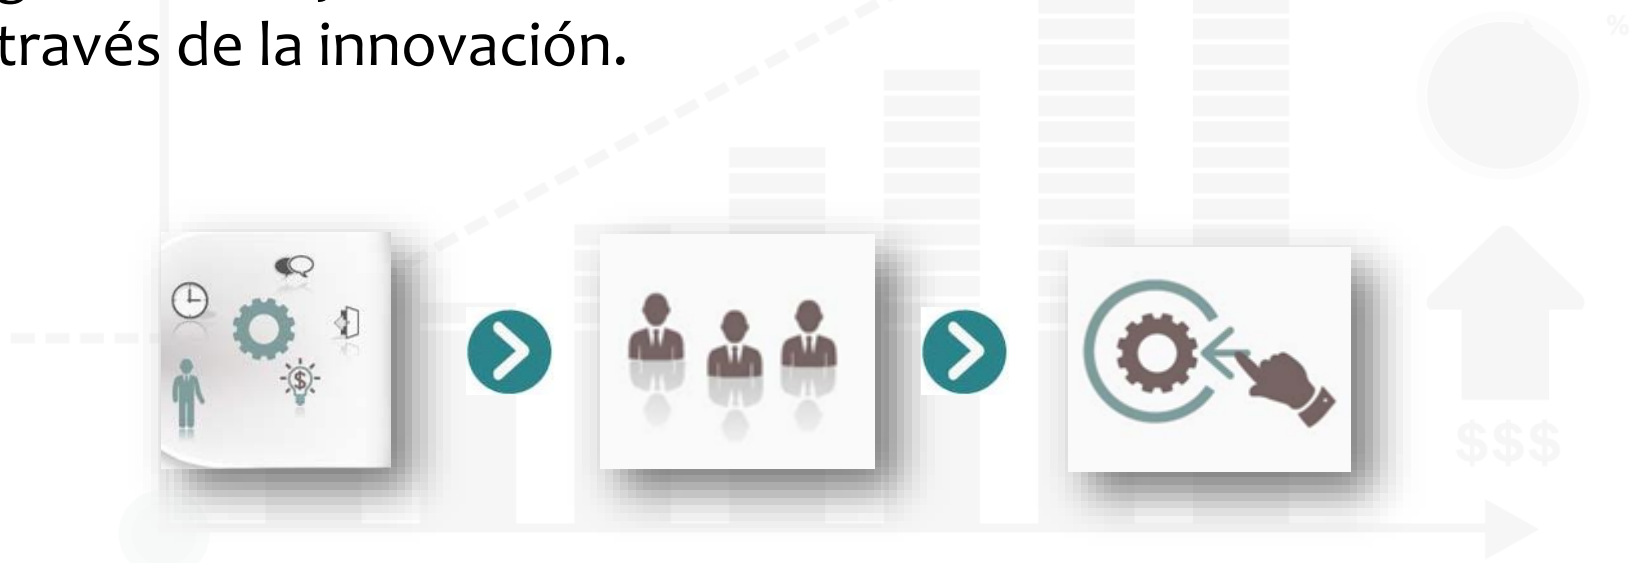 través de la innovación.
%
$
$$$